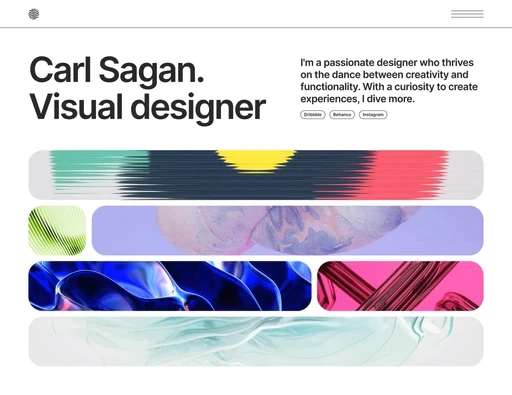 Carl Sagan.
Visual designer
I'm a passionate designer who thrives
on the dance between creativity and
functionality. With a curiosity to create
experiences, I dive more.
Dribbble
Behance
Instagram